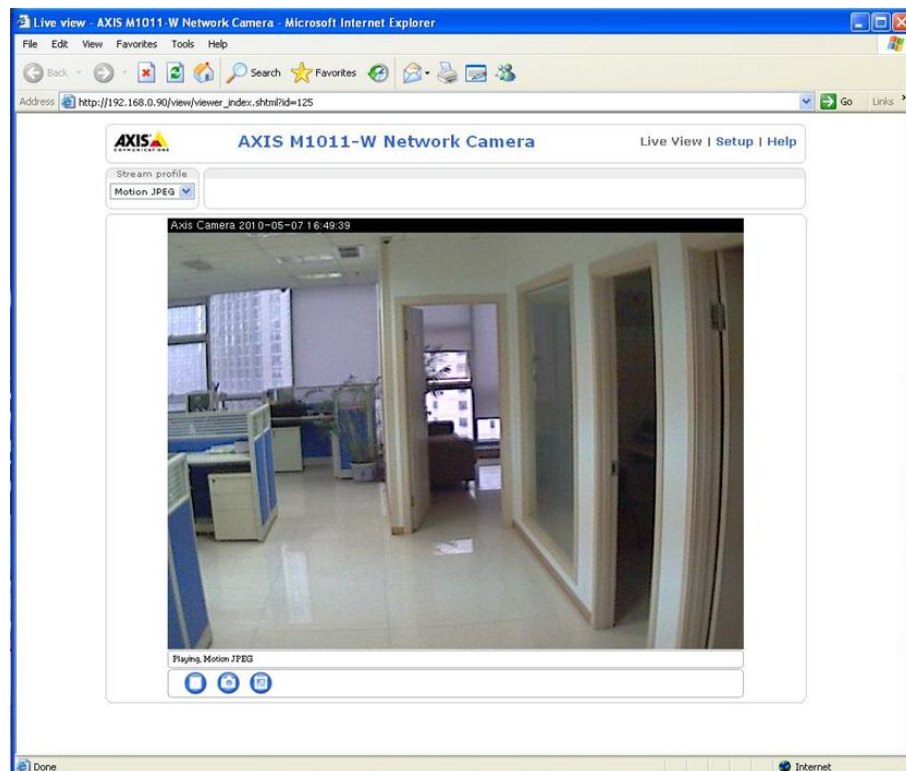 Live view - AXIS M1011-W Network Camera - Microsoft Internet Explorer
File Edit View Favorites Tools Help
Back Search Favorites
Address http://192.168.0.90/view/viewer_index.shtml?id=125 Go Links »
AXIS COMMUNICATIONS AXIS M1011-W Network Camera Live View | Setup | Help
Stream profile
Motion JPEG
Axis Camera 2010-05-07 16:49:39
Playing, Motion JPEG
Done Internet